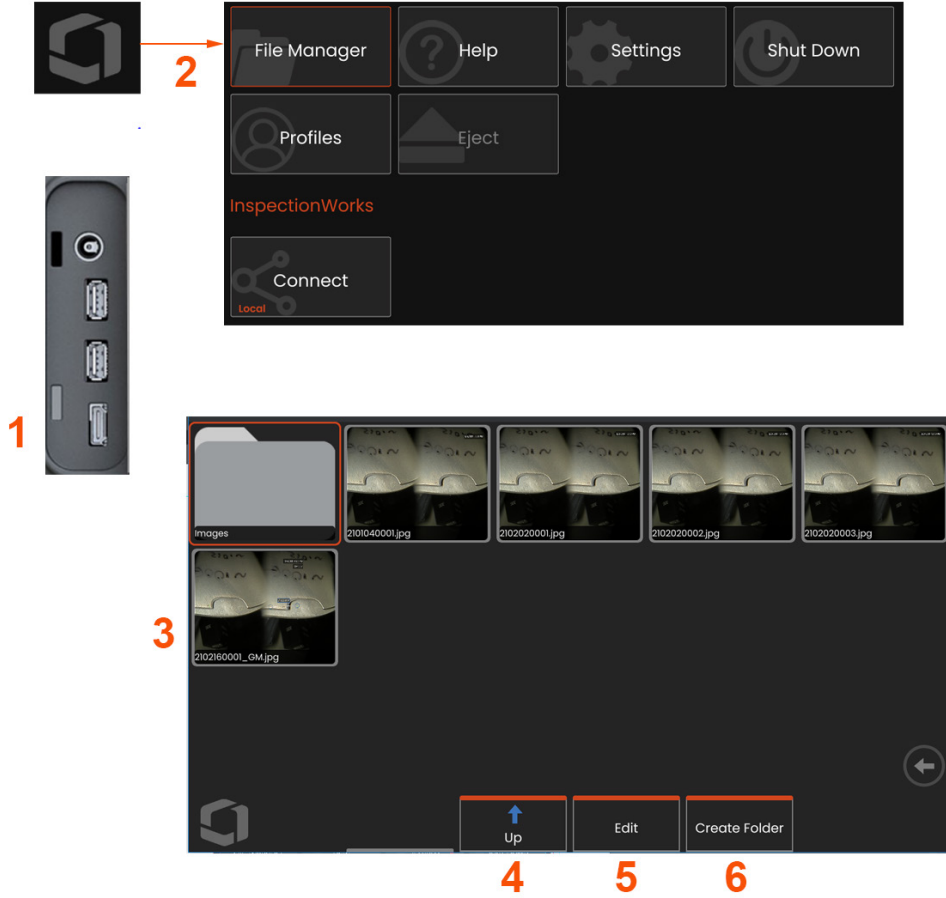 2
File Manager
Help
Settings
Shut Down
Profiles
Eject
InspectionWorks
Connect
Local
1
Images
2101040001.jpg
2102020001.jpg
2102020002.jpg
2102020003.jpg
3
2102160001_GM.jpg
Up
Edit
Create Folder
4
5
6